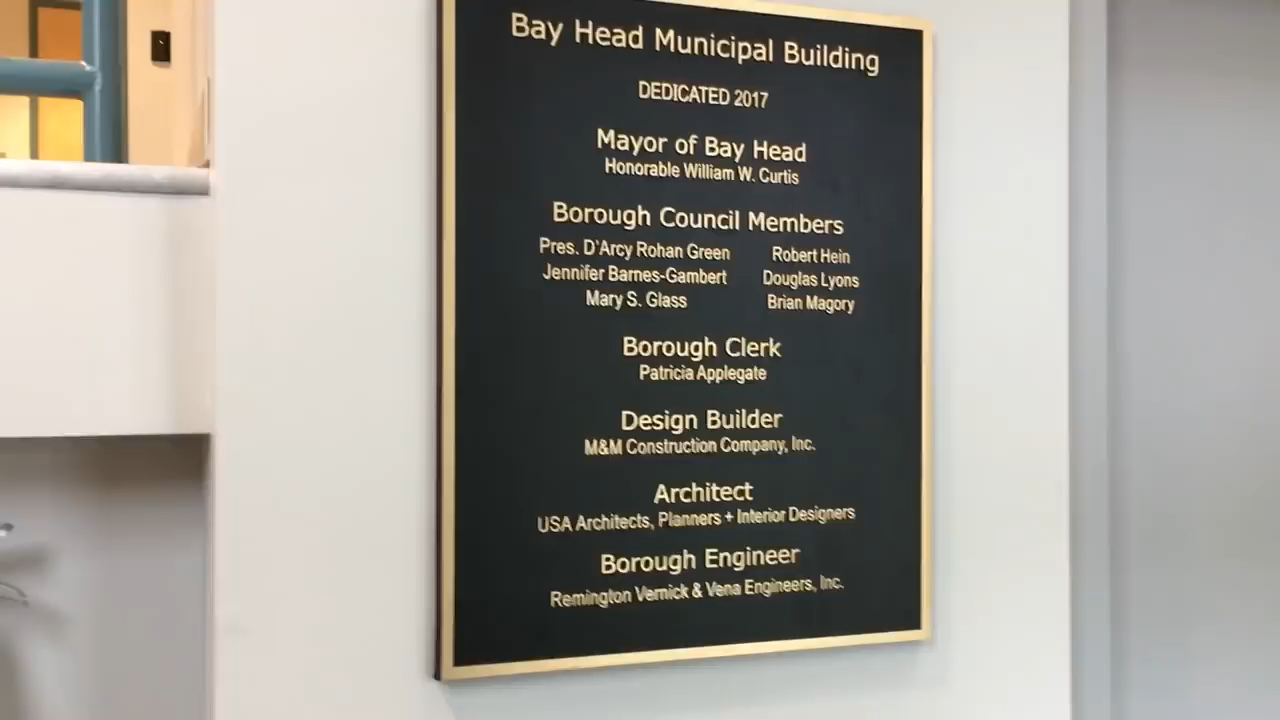 Bay Head Municipal Building
DEDICATED 2017
Mayor of Bay Head
Honorable William W. Curtis
Borough Council Members
Pres. D'Arcy Rohan Green Robert Hein
Jennifer Barnes-Gambert Douglas Lyons
Mary S. Glass Brian Magory
Borough Clerk
Patricia Applegate
Design Builder
M&M Construction Company, Inc.
Architect
USA Architects, Planners + Interior Designers
Borough Engineer
Remington Vernick & Vena Engineers, Inc.